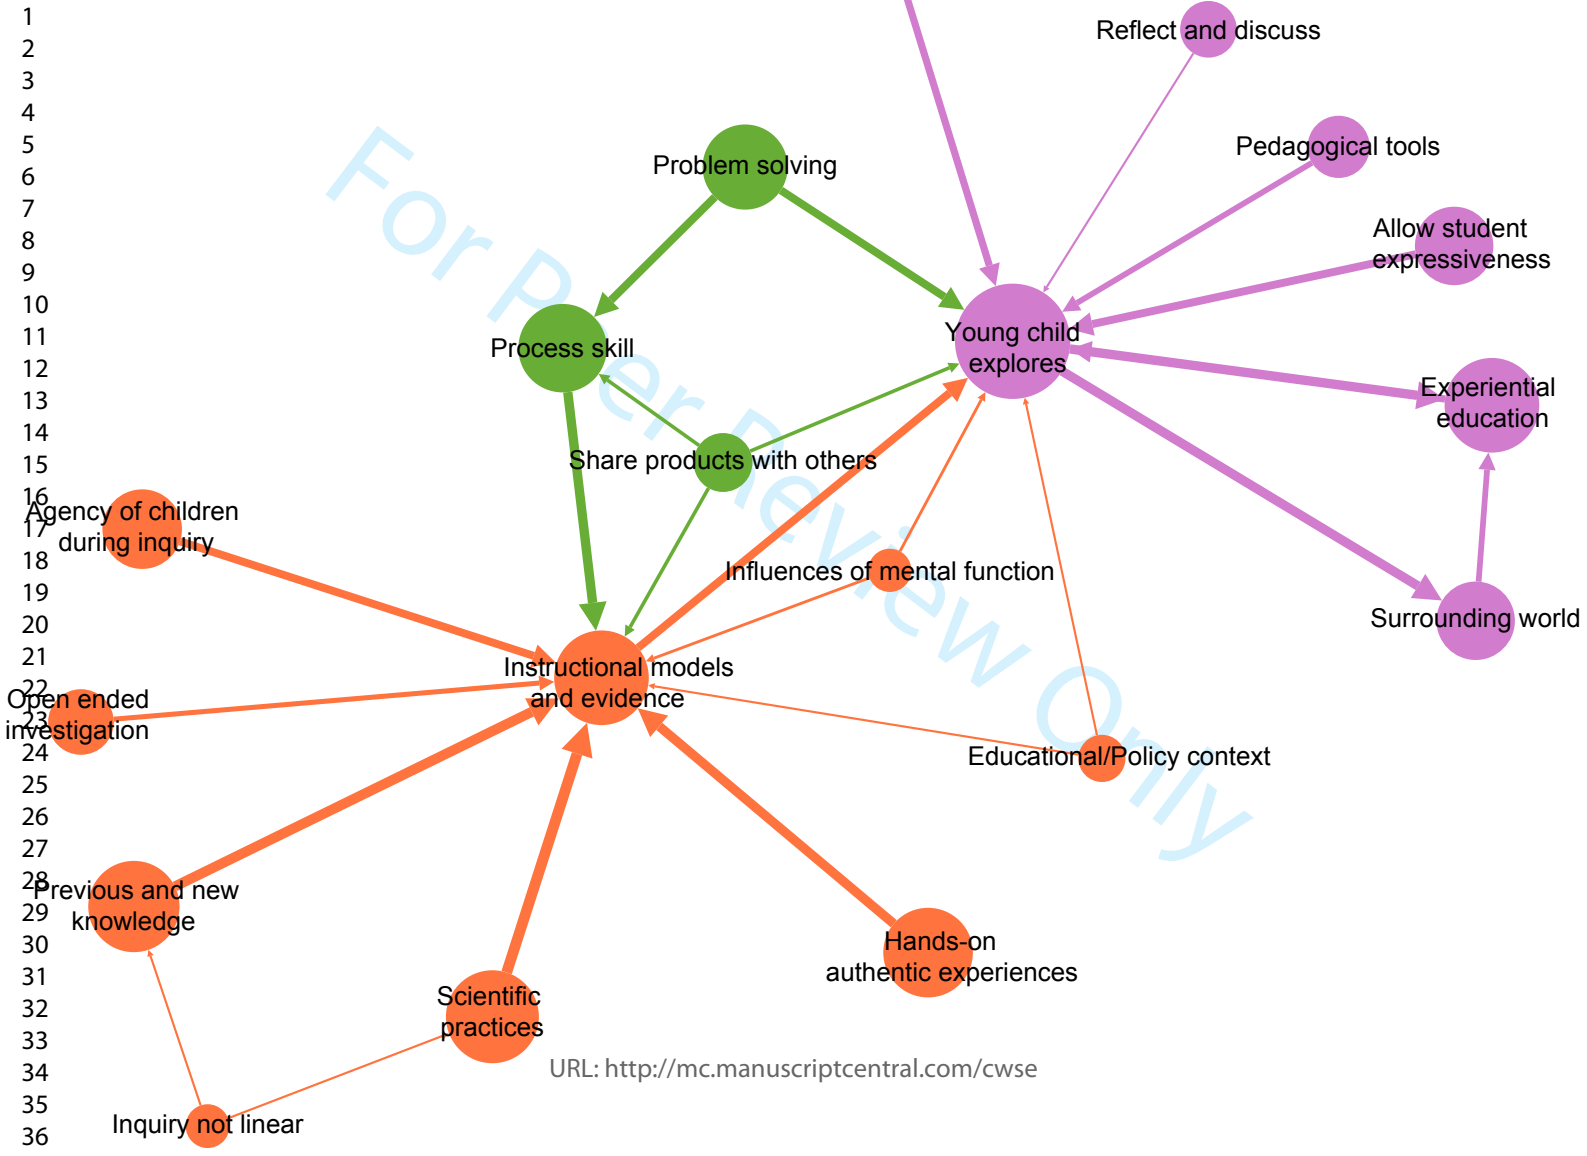 1
Reflect and discuss
2
3
4
5
Pedagogical tools
Problem solving
6
7
Allow student
expressiveness
8
9
10
11
Young child
explores
Process skill
12
Experiential
education
13
14
Share products with others
15
16
Agency of children
during inquiry
17
18
Influences of mental function
19
20
Surrounding world
21
Instructional models
and evidence
22
Open ended
investigation
23
24
Educational/Policy context
25
26
27
28
Previous and new
knowledge
29
30
Hands-on
authentic experiences
31
Scientific
practices
32
33
URL: http://mc.manuscriptcentral.com/cwse
34
35
Inquiry not linear
36
For Peer Review Only